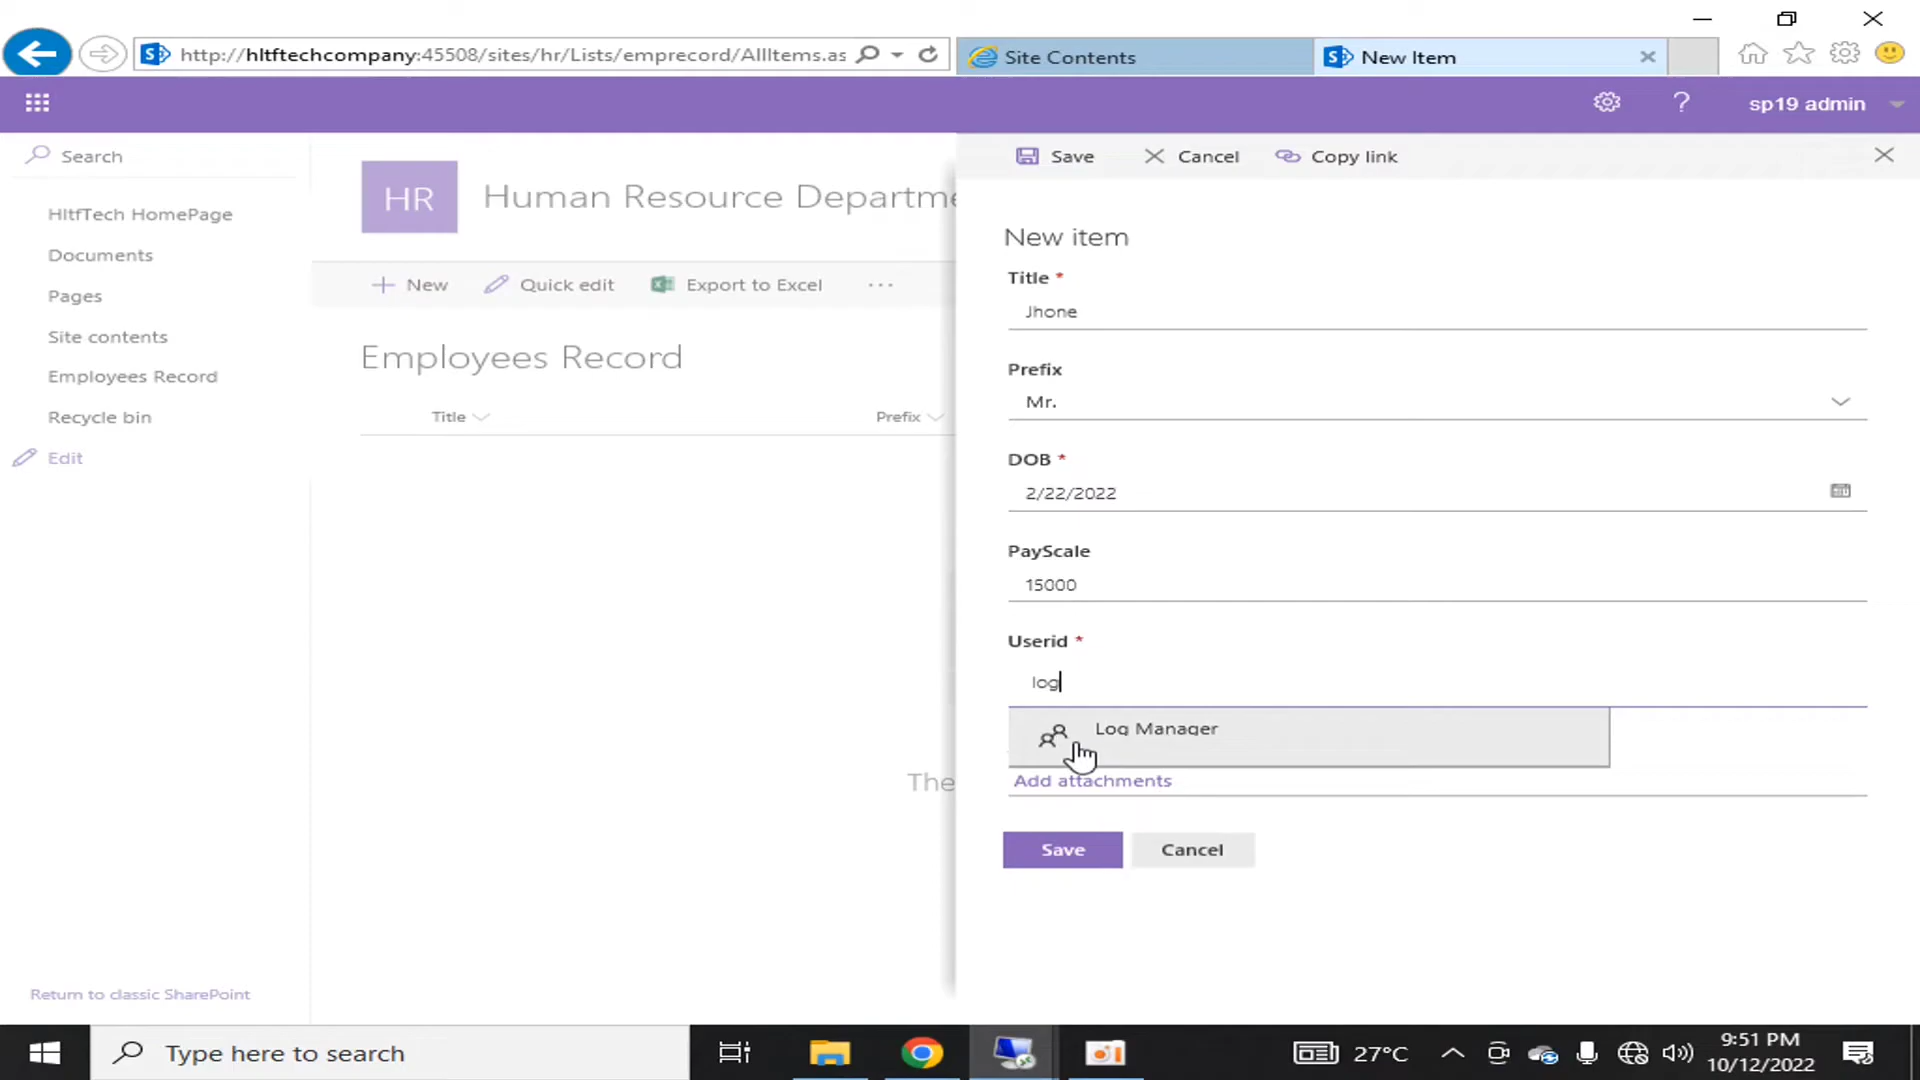 http://hltftechcompany:45508/sites/hr/Lists/emprecord/AllItems.as
Site Contents
New Item
sp19 admin
Search
HltfTech HomePage
Documents
Pages
Site contents
Employees Record
Recycle bin
Edit
Return to classic SharePoint
HR
Human Resource Departme
New
Quick edit
Export to Excel
Employees Record
Title
Prefix
The
Save
Cancel
Copy link
New item
Title *
Jhone
Prefix
Mr.
DOB *
2/22/2022
PayScale
15000
Userid *
log
Log Manager
Add attachments
Save
Cancel
Type here to search
27°C
9:51 PM
10/12/2022